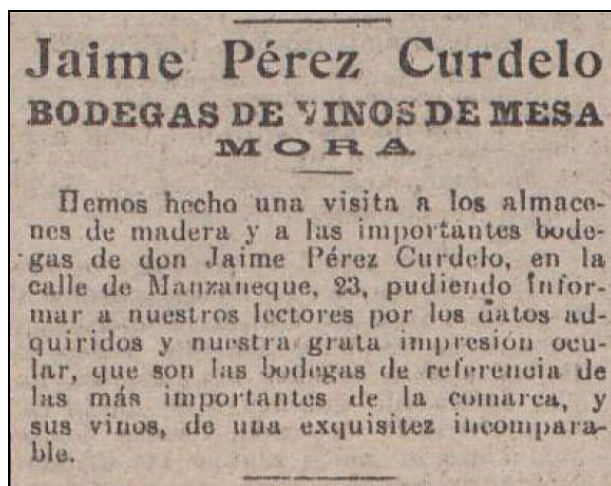 Jaime Pérez Curdelo
BODEGAS DE VINOS DE MESA
MORA
Hemos hecho una visita a los almace-
nes de madera y a las importantes bode-
gas de don Jaime Pérez Curdelo, en la
calle de Manzaneque, 23, pudiendo infor-
mar a nuestros lectores por los datos ad-
quiridos y nuestra grata impresión ocu-
lar, que son las bodegas de referencia de
las más importantes de la comarca, y
sus vinos, de una exquisitez incompara-
ble.